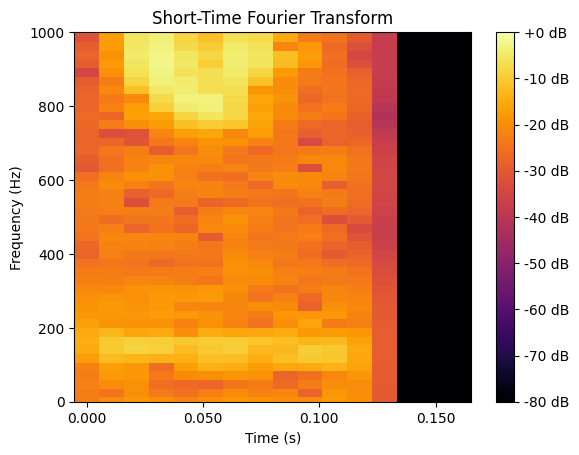 Short-Time Fourier Transform
1000
800
600
400
200
0
Frequency (Hz)
0.000
0.050
0.100
0.150
Time (s)
+0 dB
-10 dB
-20 dB
-30 dB
-40 dB
-50 dB
-60 dB
-70 dB
-80 dB